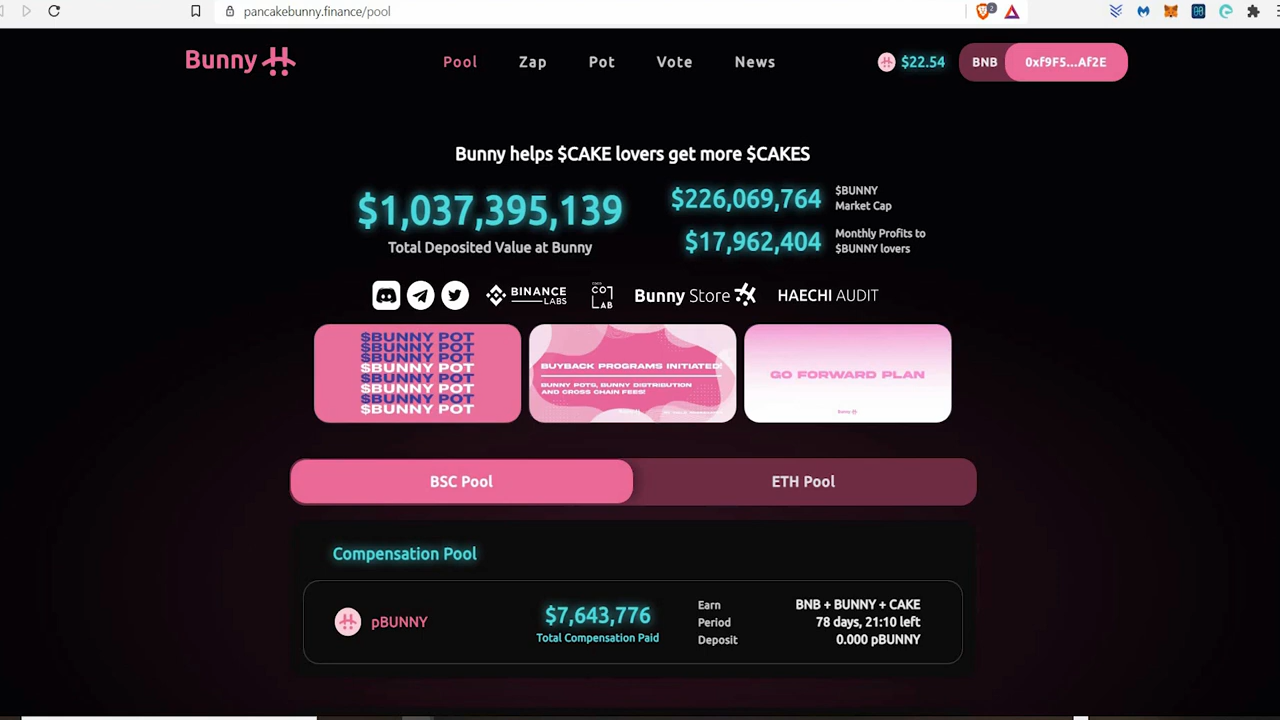 pancakebunny.finance/pool
2
Bunny
Pool Zap Pot Vote News
$22.54 BNB 0xf9F5...Af2E
Bunny helps $CAKE lovers get more $CAKES
$1,037,395,139
Total Deposited Value at Bunny
$226,069,764 $BUNNY
Market Cap
$17,962,404 Monthly Profits to
$BUNNY lovers
BINANCE
LABS
CO
LAB
Bunny Store
HAECHI AUDIT
$BUNNY POT
$BUNNY POT
$BUNNY POT
$BUNNY POT
$BUNNY POT
$BUNNY POT
$BUNNY POT
$BUNNY POT
BUYBACK PROGRAMS INITIATED!
BUNNY POTS, BUNNY DISTRIBUTION
AND CROSS CHAIN FEES!
GO FORWARD PLAN
Bunny
BSC Pool ETH Pool
Compensation Pool
pBUNNY
$7,643,776
Total Compensation Paid
Earn BNB + BUNNY + CAKE
Period 78 days, 21:10 left
Deposit 0.000 pBUNNY